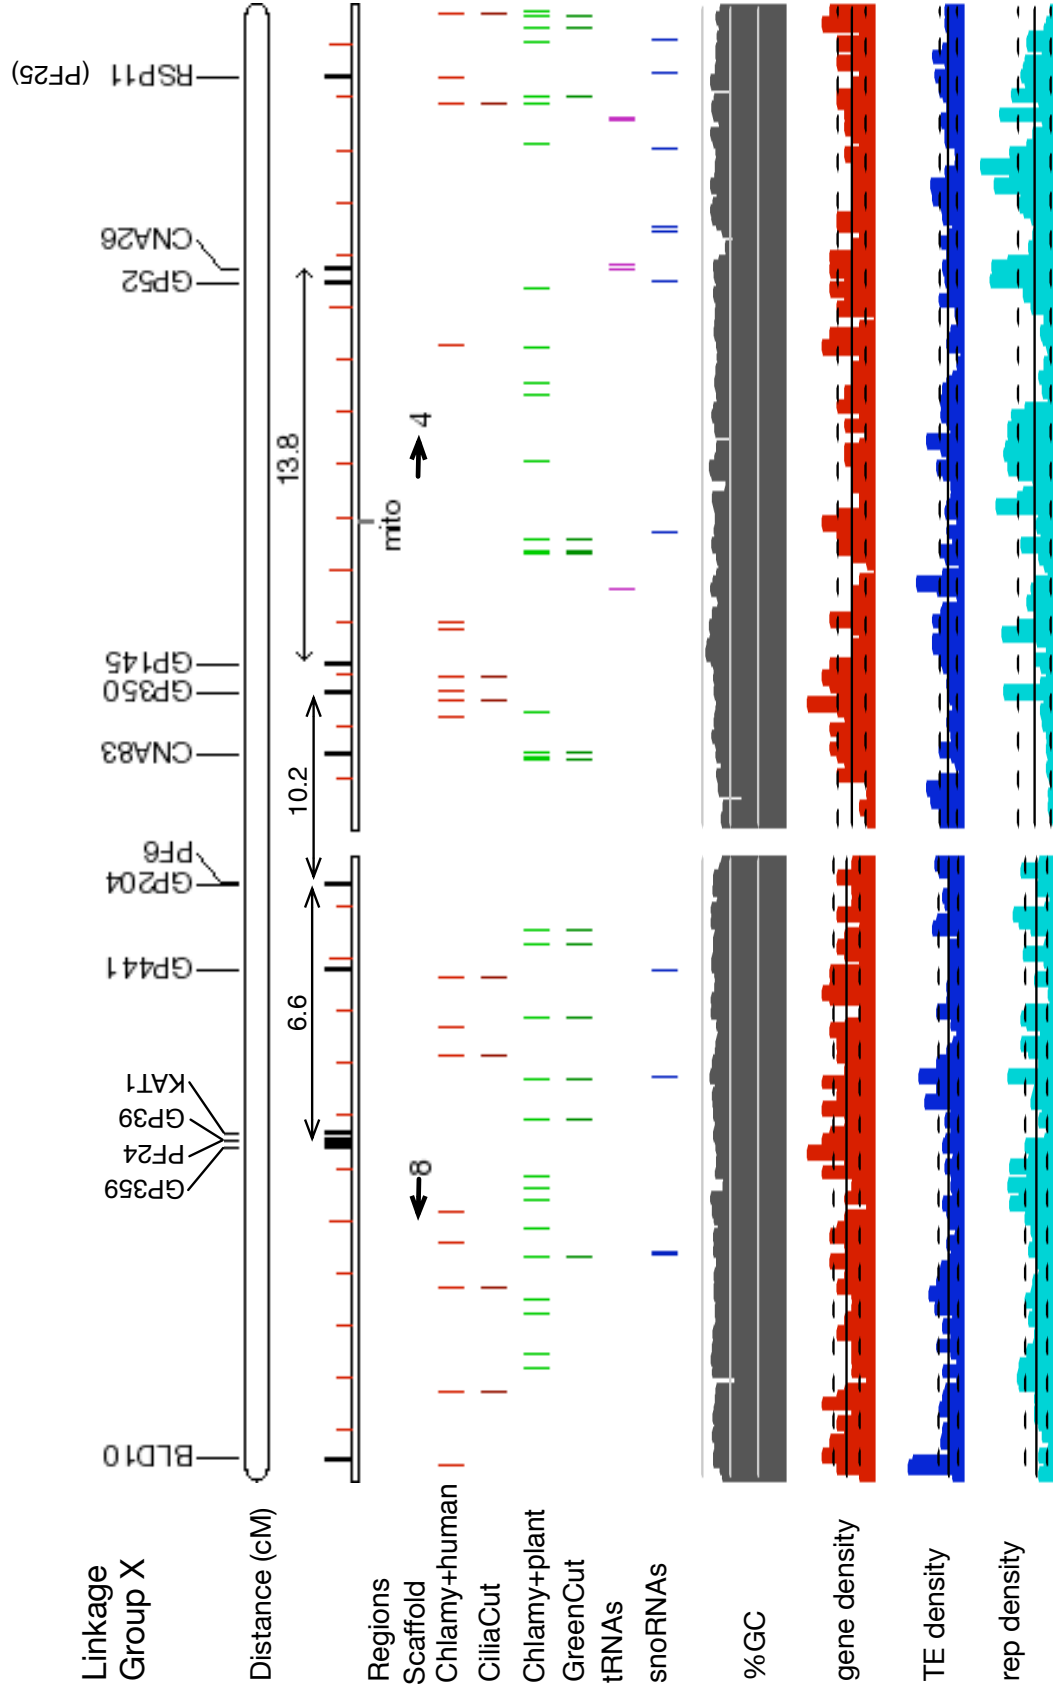 Linkage
Group X
BLD10
GP359
PF24
GP39
KAT1
GP441
GP204
PF6
CNA83
GP350
GP145
GP52
CNA26
RSP11 (PF25)
Distance (cM)
6.6
10.2
13.8
Regions
mito
Scaffold
8
4
Chlamy+human
CiliaCut
Chlamy+plant
GreenCut
tRNAs
snoRNAs
%GC
gene density
TE density
rep density